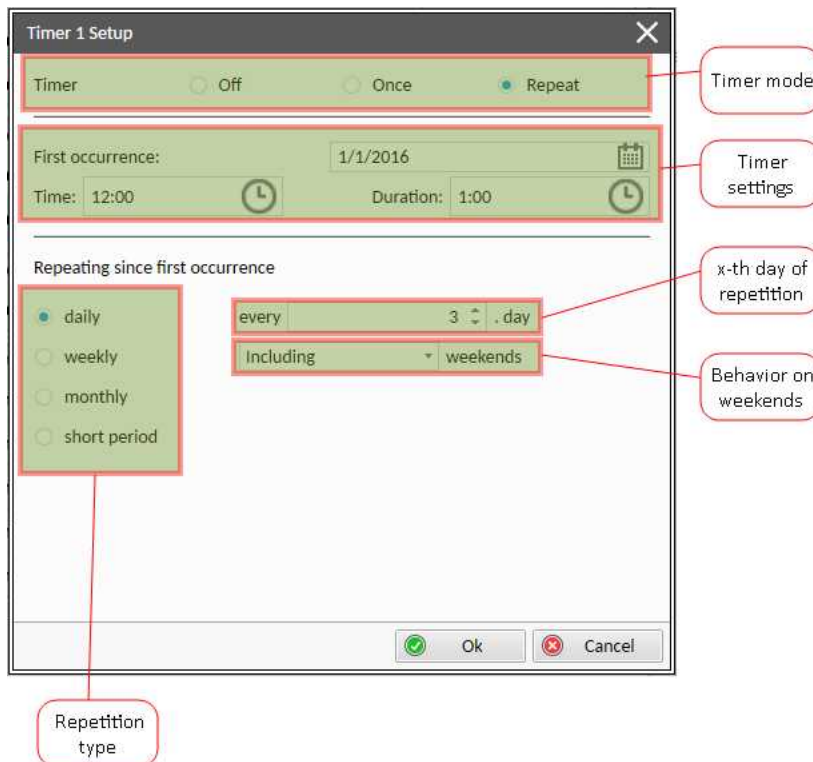 Timer 1 Setup
Timer Off Once Repeat
Timer mode
First occurrence: 1/1/2016
Time: 12:00 Duration: 1:00
Timer
settings
Repeating since first occurrence
x-th day of
repetition
daily every 3 . day
weekly Including weekends
monthly
short period
Behavior on
weekends
Ok Cancel
Repetition
type